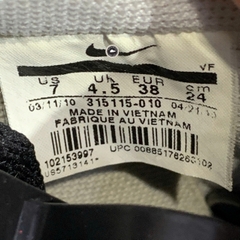 VF
US UK EUR cm
7 4.5 38 24
03/11/10 315115-010 04/21/10
MADE IN VIETNAM
FABRIQUE AU VIETNAM
102153997 UPC